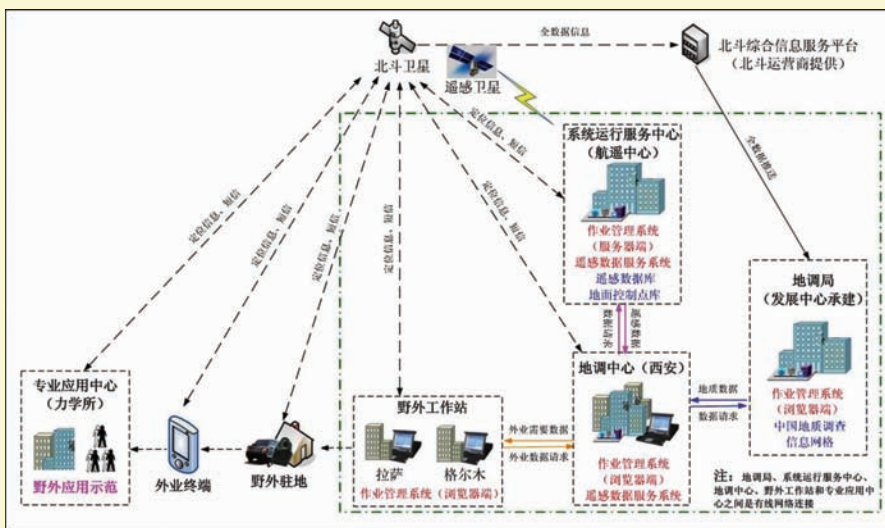 全数据信息
北斗卫星
遥感卫星
北斗综合信息服务平台
（北斗运营商提供）
定位信息、短信
定位信息、短信
定位信息、短信
定位信息、短信
定位信息、短信
定位信息、短信
全数据推送
系统运行服务中心
（航遥中心）
作业管理系统
（服务器端）
遥感数据服务系统
遥感数据库
地面控制点库
数据请求
遥感数据
地调局
（发展中心承建）
作业管理系统
（浏览器端）
中国地质调查
信息网格
专业应用中心
（力学所）
野外应用示范
外业终端
野外驻地
野外工作站
拉萨
格尔木
作业管理系统（浏览器端）
外业需要数据
外业数据请求
地调中心（西安）
作业管理系统
（浏览器端）
遥感数据服务系统
地质数据
数据请求
注：地调局、系统运行服务中心、
地调中心、野外工作站和专业应用中
心之间是有线网络连接